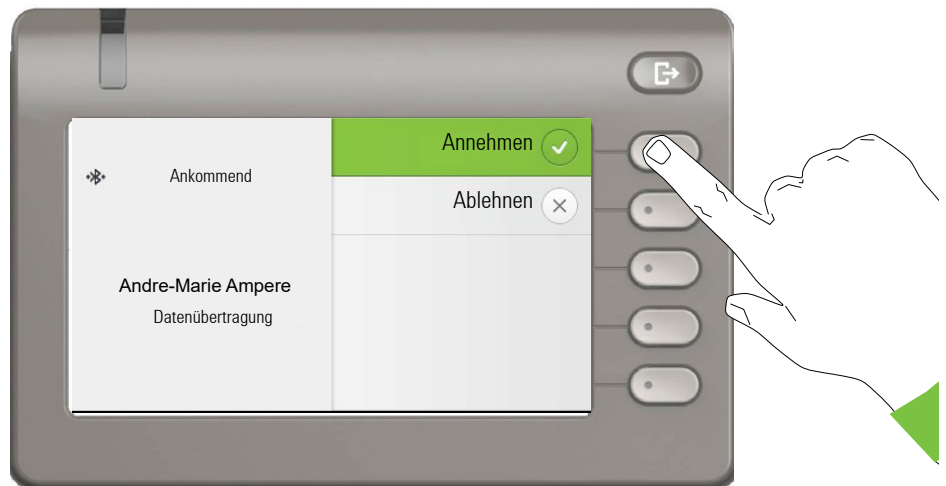 Annehmen
Ankommend
Ablehnen
Andre-Marie Ampere
Datenübertragung